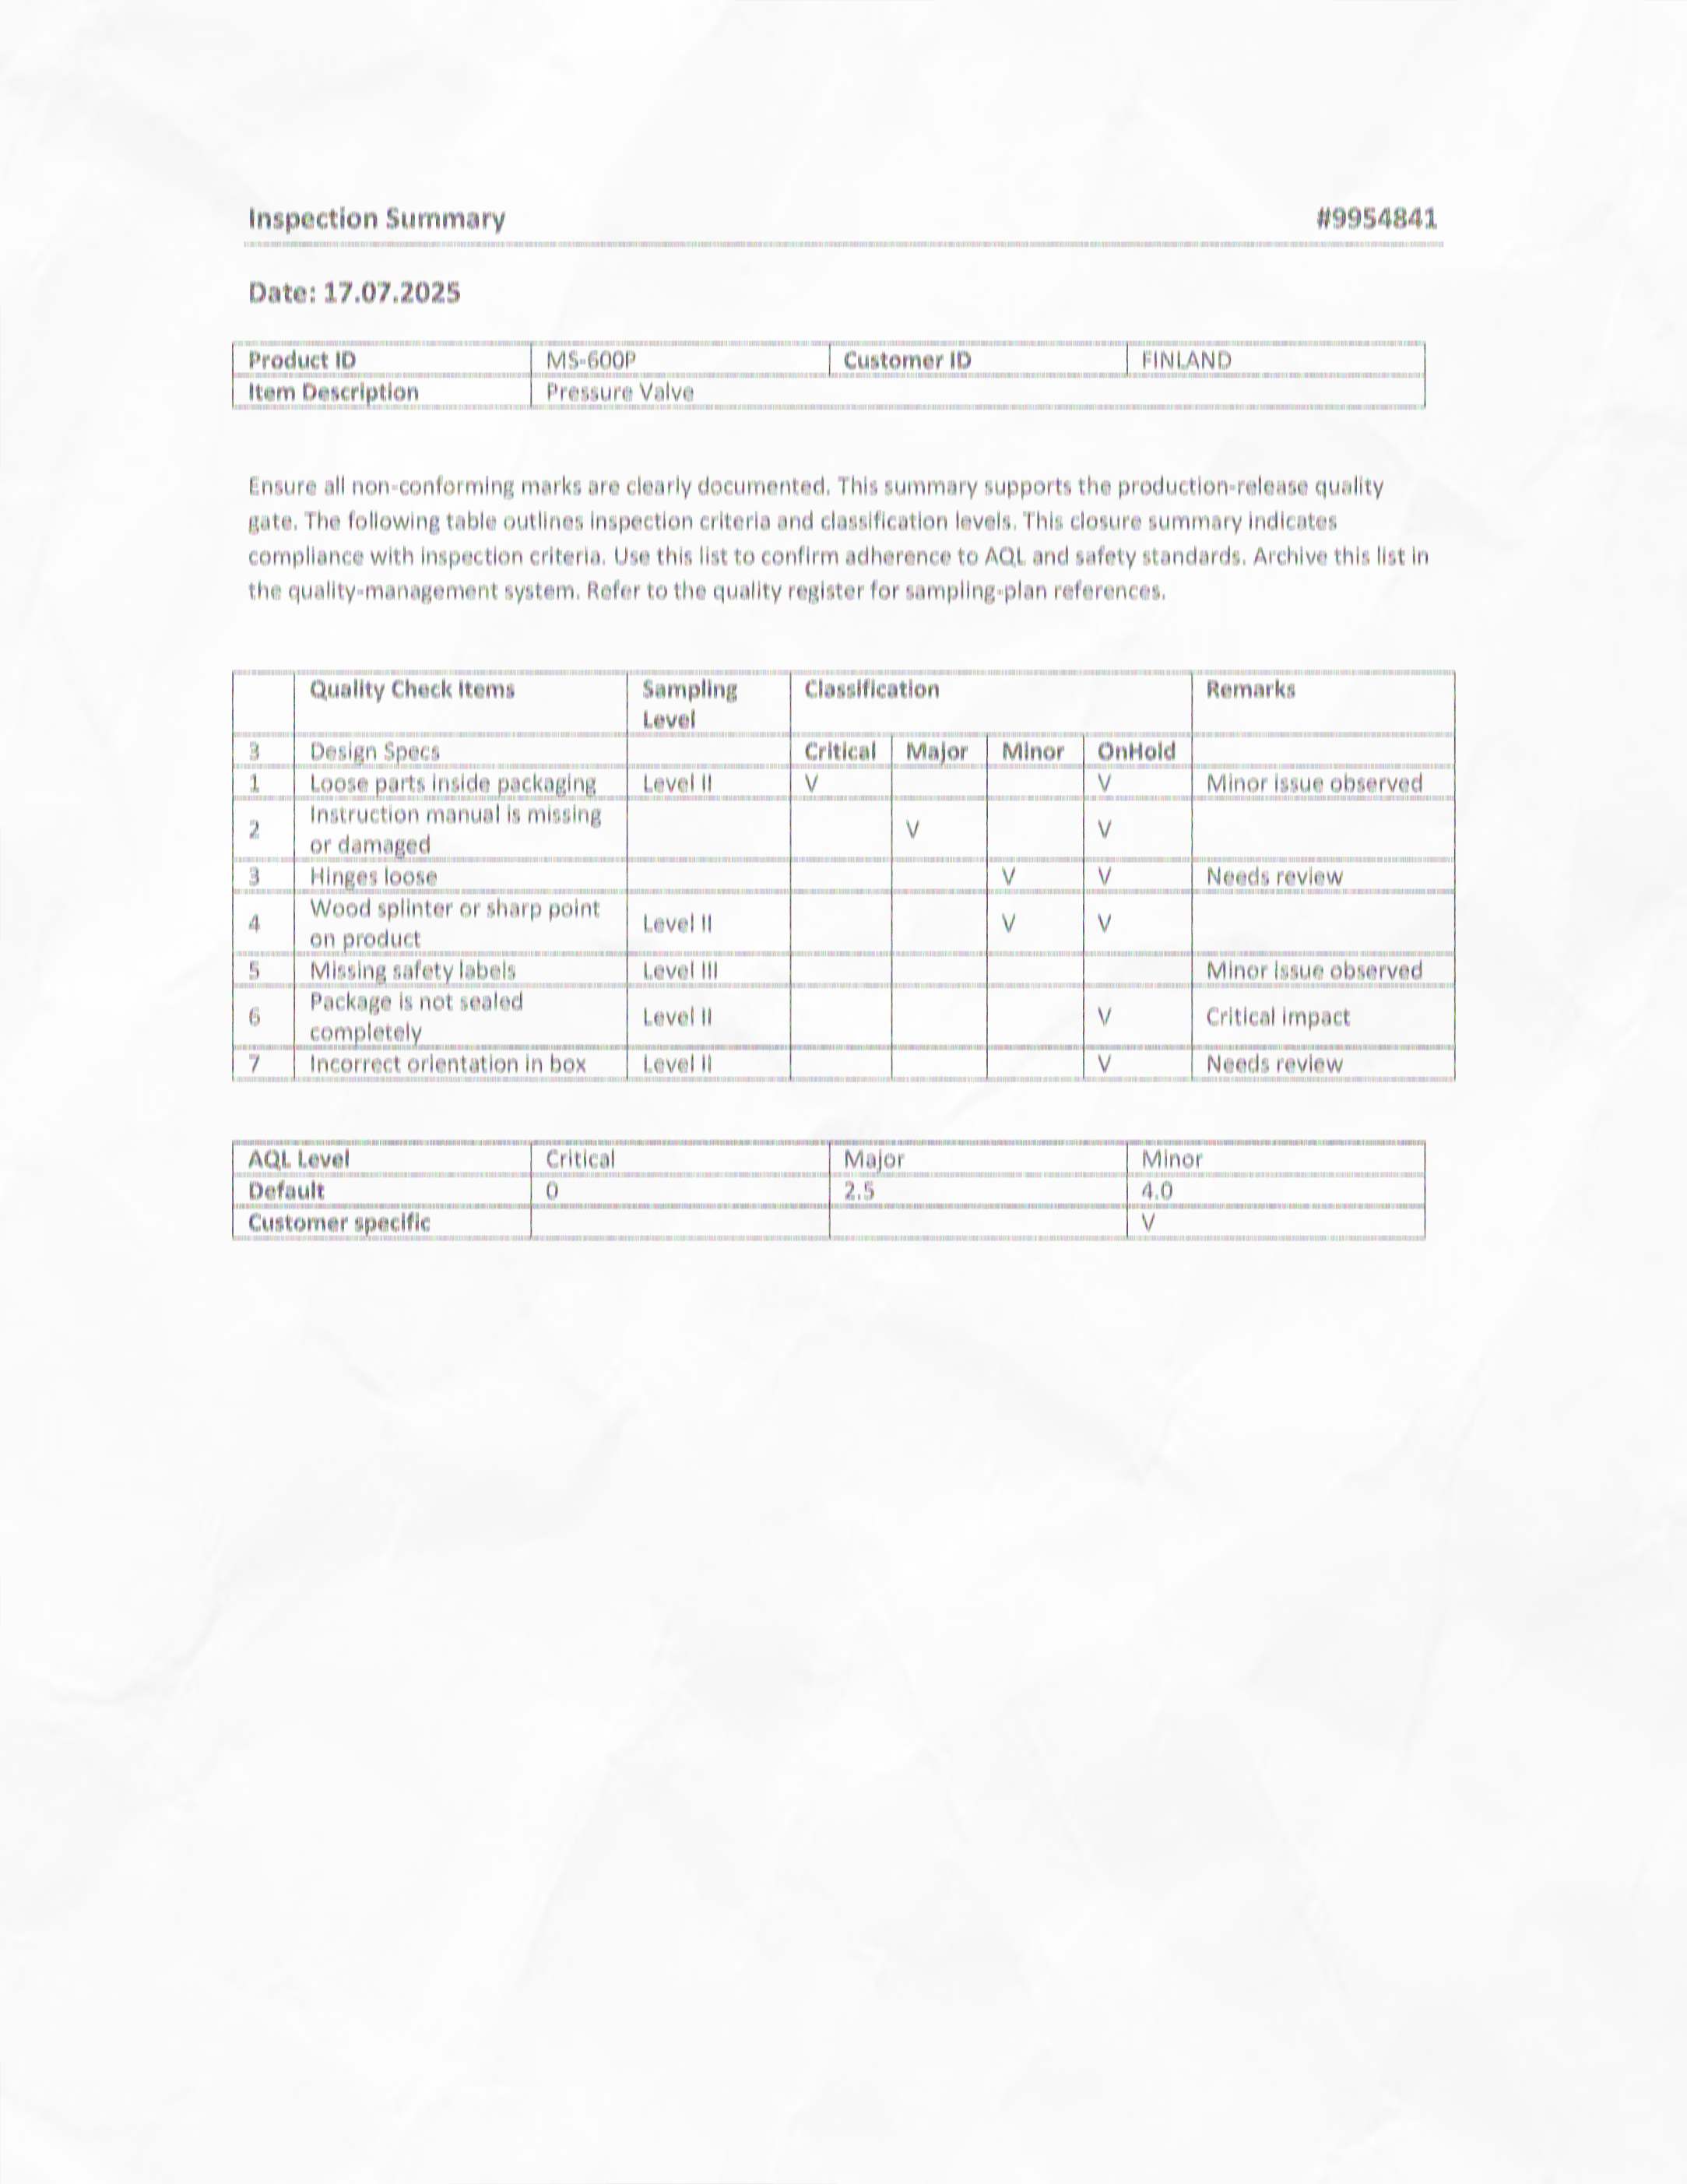 Inspection Summary #9954841
Date: 17.07.2025
Product ID MS-600P Customer ID FINLAND
Item Description Pressure Valve
Ensure all non-conforming marks are clearly documented. This summary supports the production-release quality
gate. The following table outlines inspection criteria and classification levels. This closure summary indicates
compliance with inspection criteria. Use this list to confirm adherence to AQL and safety standards. Archive this list in
the quality-management system. Refer to the quality register for sampling-plan references.
Quality Check Items Sampling Level Classification Remarks
3 Design Specs Critical Major Minor OnHold
1 Loose parts inside packaging Level II V V Minor issue observed
2 Instruction manual is missing or damaged V V
3 Hinges loose V V Needs review
4 Wood splinter or sharp point on product Level II V V
5 Missing safety labels Level III Minor issue observed
6 Package is not sealed completely Level II V Critical impact
7 Incorrect orientation in box Level II V Needs review
AQL Level Critical Major Minor
Default 0 2.5 4.0
Customer specific V